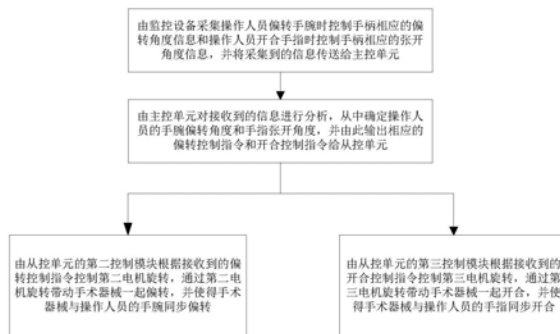 由监控设备采集操作人员偏转手腕时控制手柄相应的偏
转角度信息和操作人员开合手指时控制手柄相应的张开
角度信息，并将采集到的信息传送给主控单元
由主控单元对接收到的信息进行分析，从中确定操作人
员的手腕偏转角度和手指张开角度，并由此输出相应的
偏转控制指令和开合控制指令给从控单元
由从控单元的第二控制模块根据接收到的偏
转控制指令控制第二电机旋转，通过第二电
机旋转带动手术器械一起偏转，并使得手术
器械与操作人员的手腕同步偏转
由从控单元的第三控制模块根据接收到的
开合控制指令控制第三电机旋转，通过第
三电机旋转带动手术器械一起开合，并使
得手术器械与操作人员的手指同步开合